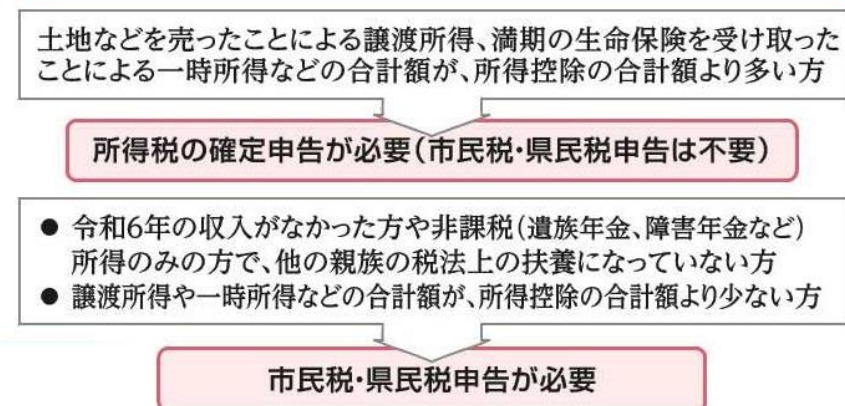 土地などを売ったことによる譲渡所得、満期の生命保険を受け取った
ことによる一時所得などの合計額が、所得控除の合計額より多い方
所得税の確定申告が必要(市民税・県民税申告は不要)
● 令和6年の収入がなかった方や非課税(遺族年金、障害年金など)
所得のみの方で、他の親族の税法上の扶養になっていない方
● 譲渡所得や一時所得などの合計額が、所得控除の合計額より少ない方
市民税・県民税申告が必要